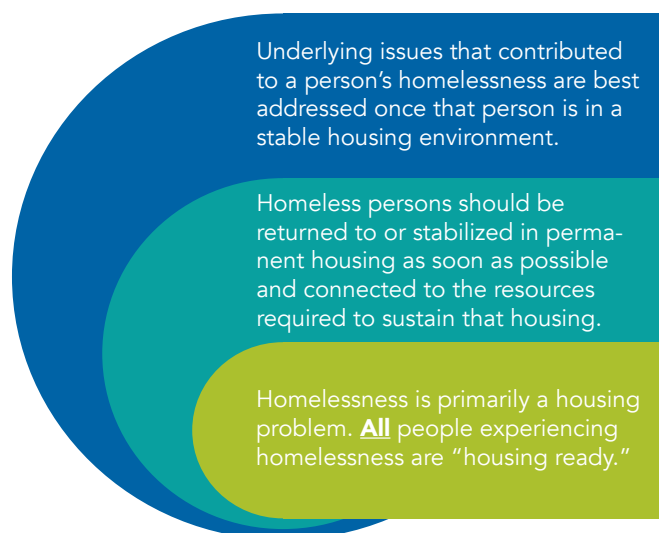 Underlying issues that contributed
to a person’s homelessness are best
addressed once that person is in a
stable housing environment.
Homeless persons should be
returned to or stabilized in perma-
nent housing as soon as possible
and connected to the resources
required to sustain that housing.
Homelessness is primarily a housing
problem. All people experiencing
homelessness are “housing ready.”